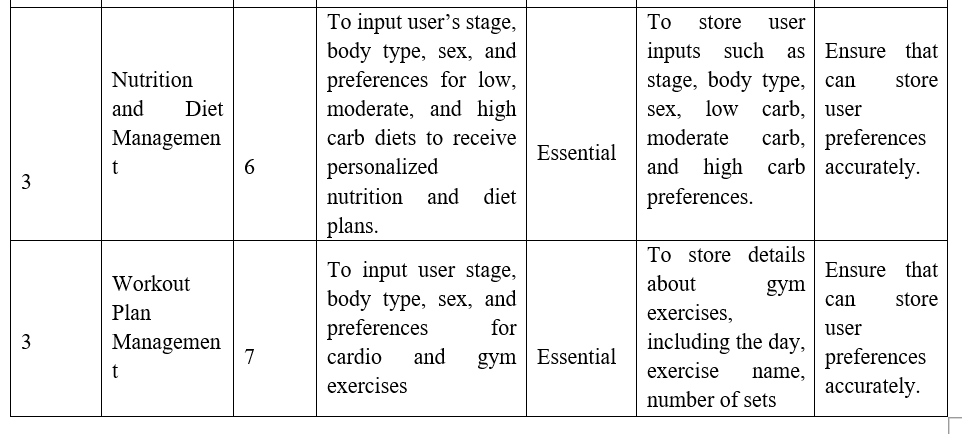 3
Nutrition
and Diet
Managemen
t
6
To input user’s stage,
body type, sex, and
preferences for low,
moderate, and high
carb diets to receive
personalized
nutrition and diet
plans.
Essential
To store user
inputs such as
stage, body type,
sex, low carb,
moderate carb,
and high carb
preferences.
Ensure that
can store
user
preferences
accurately.
3
Workout
Plan
Managemen
t
7
To input user stage,
body type, sex, and
preferences for
cardio and gym
exercises
Essential
To store details
about gym
exercises,
including the day,
exercise name,
number of sets
Ensure that
can store
user
preferences
accurately.